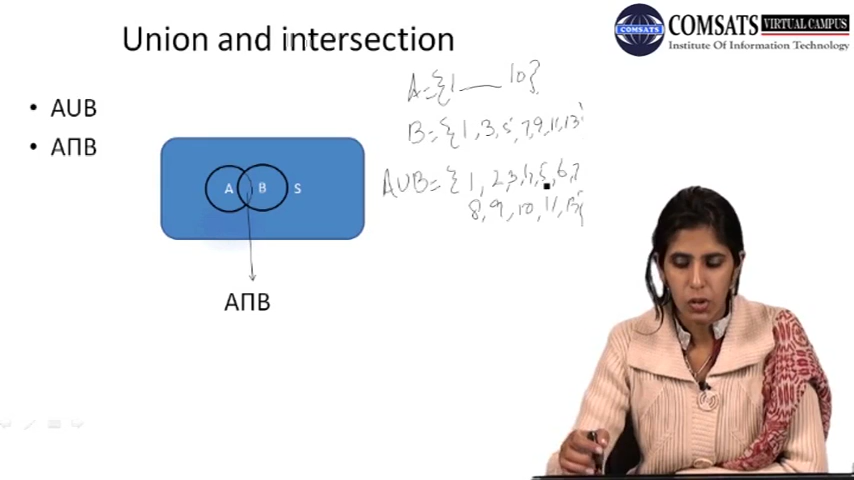 Union and intersection
COMSATS VIRTUAL CAMPUS
Institute Of Information Technology
COMSATS
• AUB
• AПB
A B S
AПB
A={1 — 10}
B={1,3,5,7,9,11,13}
AUB={1,2,3,4,5,6,7
8,9,10,11,13}